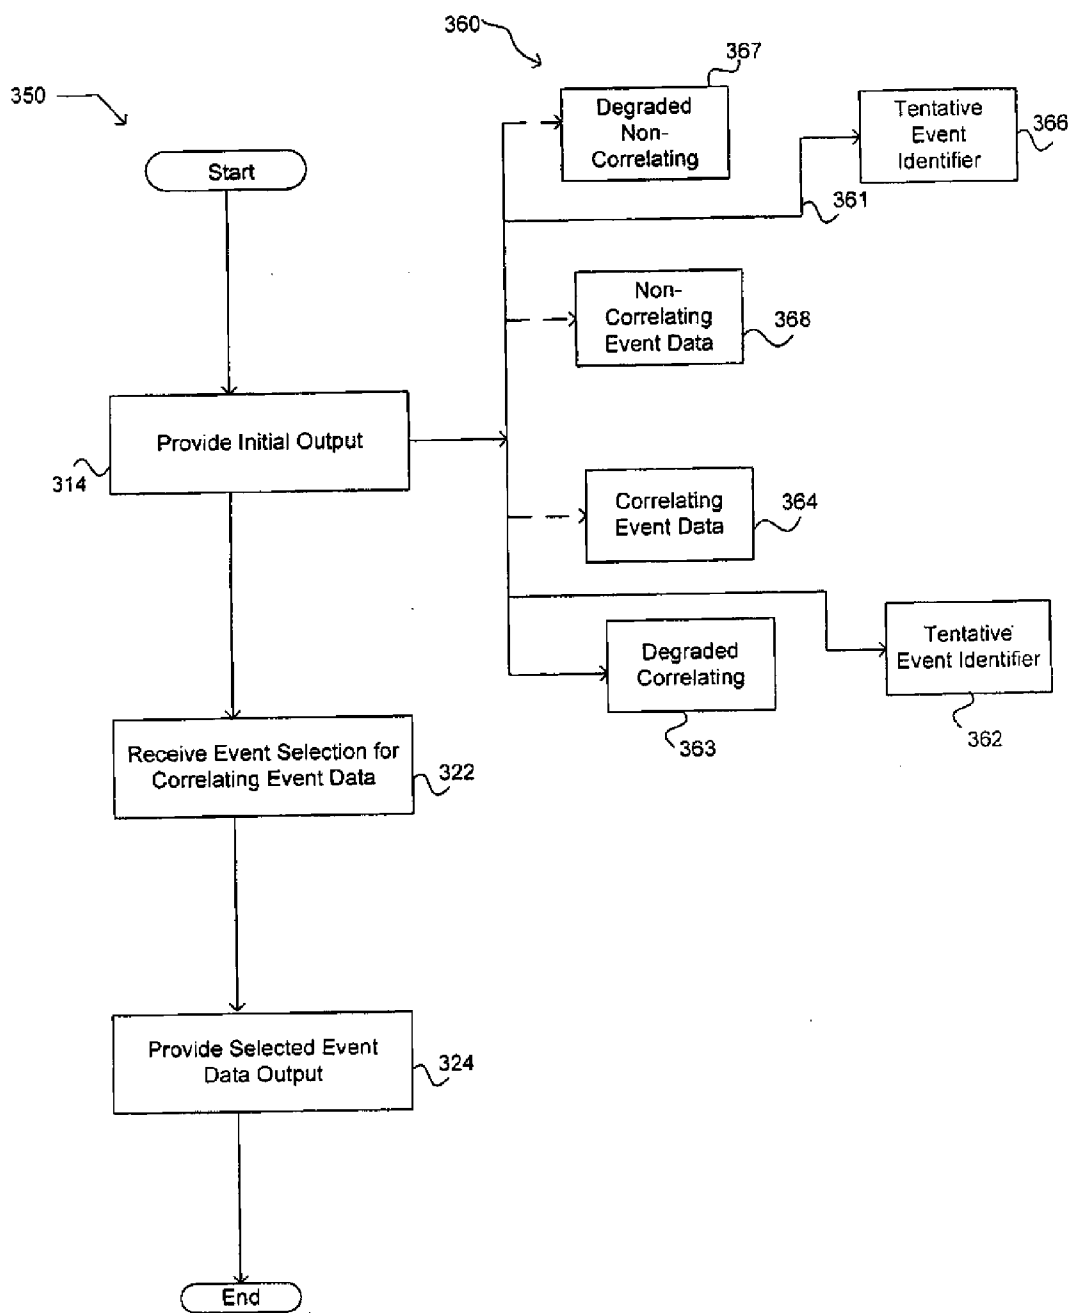 360
367
350
Degraded
Non-
Correlating
Tentative
Event
Identifier
366
Start
361
Non-
Correlating
Event Data
368
Provide Initial Output
314
Correlating
Event Data
364
Degraded
Correlating
363
Tentative
Event Identifier
362
Receive Event Selection for
Correlating Event Data
322
Provide Selected Event
Data Output
324
End